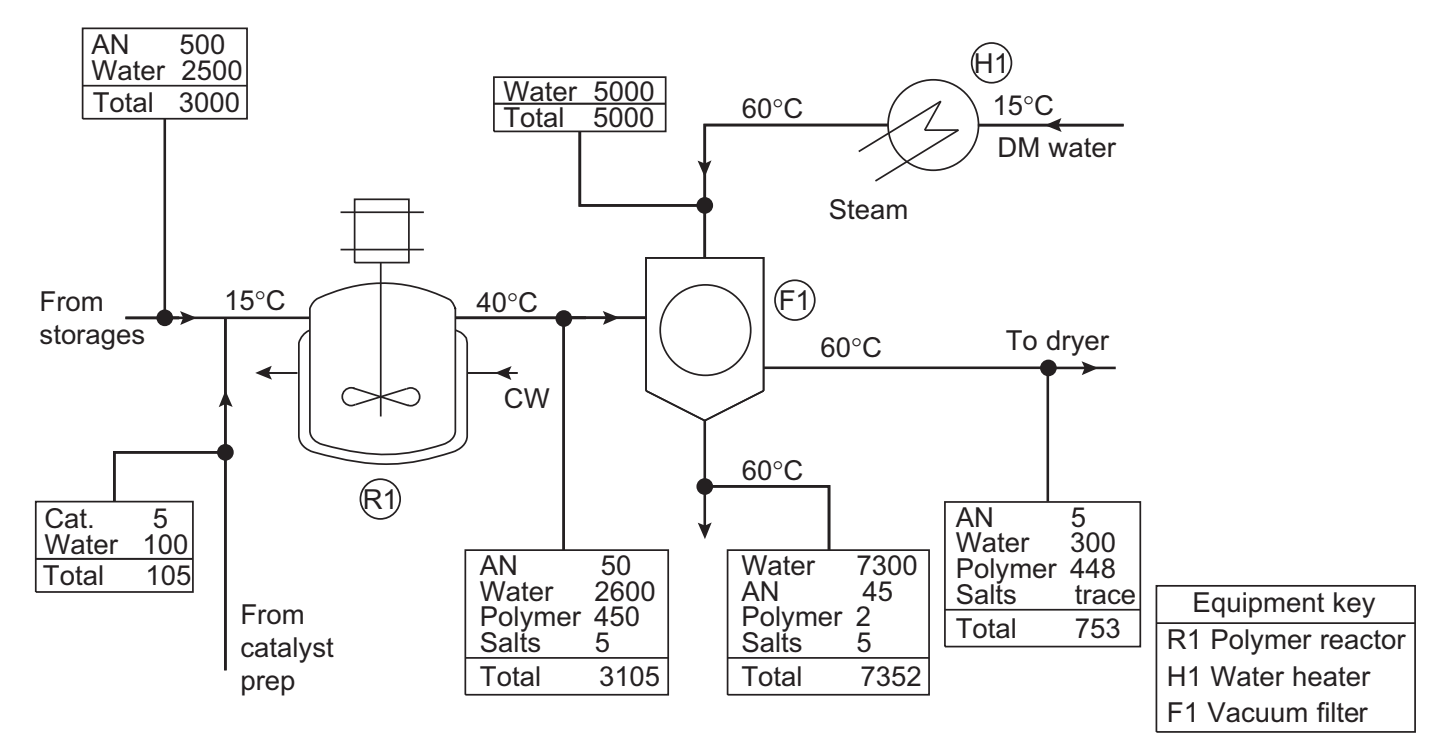 AN 500
Water 2500
Total 3000
Water 5000
Total 5000
60°C
H1
15°C
DM water
Steam
From
storages
15°C
40°C
CW
R1
F1
60°C
To dryer
60°C
Cat. 5
Water 100
Total 105
From
catalyst
prep
AN 50
Water 2600
Polymer 450
Salts 5
Total 3105
Water 7300
AN 45
Polymer 2
Salts 5
Total 7352
AN 5
Water 300
Polymer 448
Salts trace
Total 753
Equipment key
R1 Polymer reactor
H1 Water heater
F1 Vacuum filter